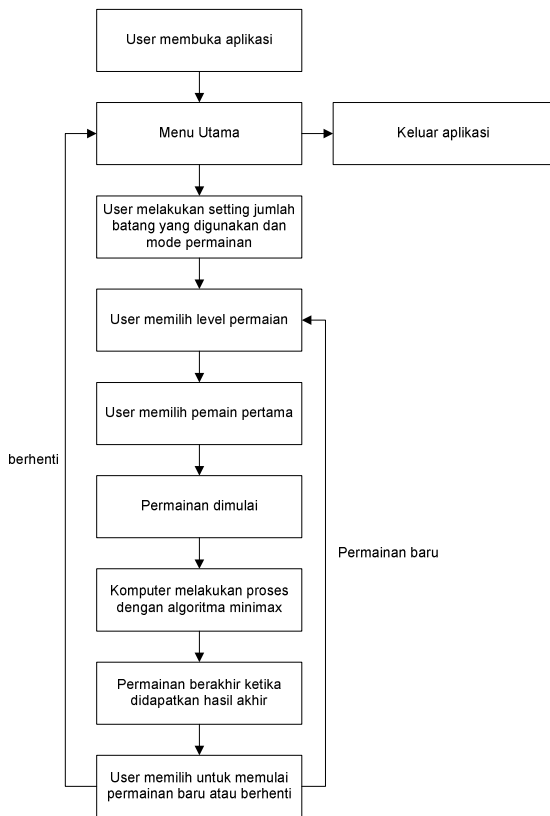 User membuka aplikasi
Menu Utama
Keluar aplikasi
User melakukan setting jumlah
batang yang digunakan dan
mode permainan
User memilih level permaian
User memilih pemain pertama
berhenti
Permainan dimulai
Permainan baru
Komputer melakukan proses
dengan algoritma minimax
Permainan berakhir ketika
didapatkan hasil akhir
User memilih untuk memulai
permainan baru atau berhenti